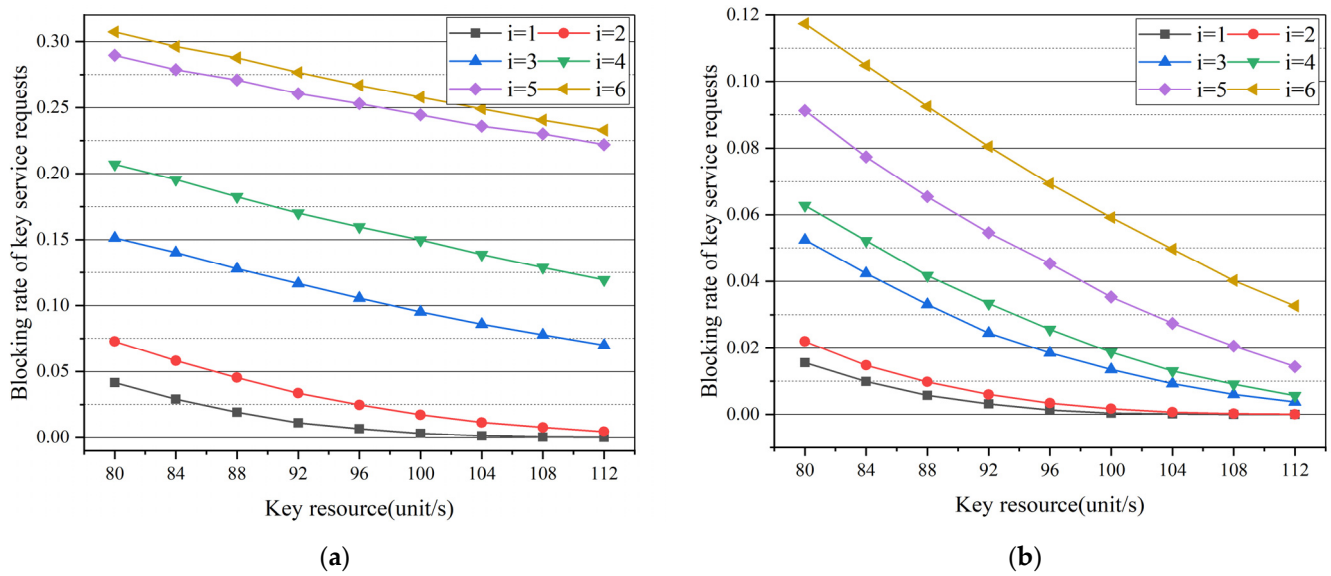 Blocking rate of key service requests
0.30
0.25
0.20
0.15
0.10
0.05
0.00
i=1 i=2
i=3 i=4
i=5 i=6
80 84 88 92 96 100 104 108 112
Key resource(unit/s)
(a)
Blocking rate of key service requests
0.12
0.10
0.08
0.06
0.04
0.02
0.00
i=1 i=2
i=3 i=4
i=5 i=6
80 84 88 92 96 100 104 108 112
Key resource(unit/s)
(b)